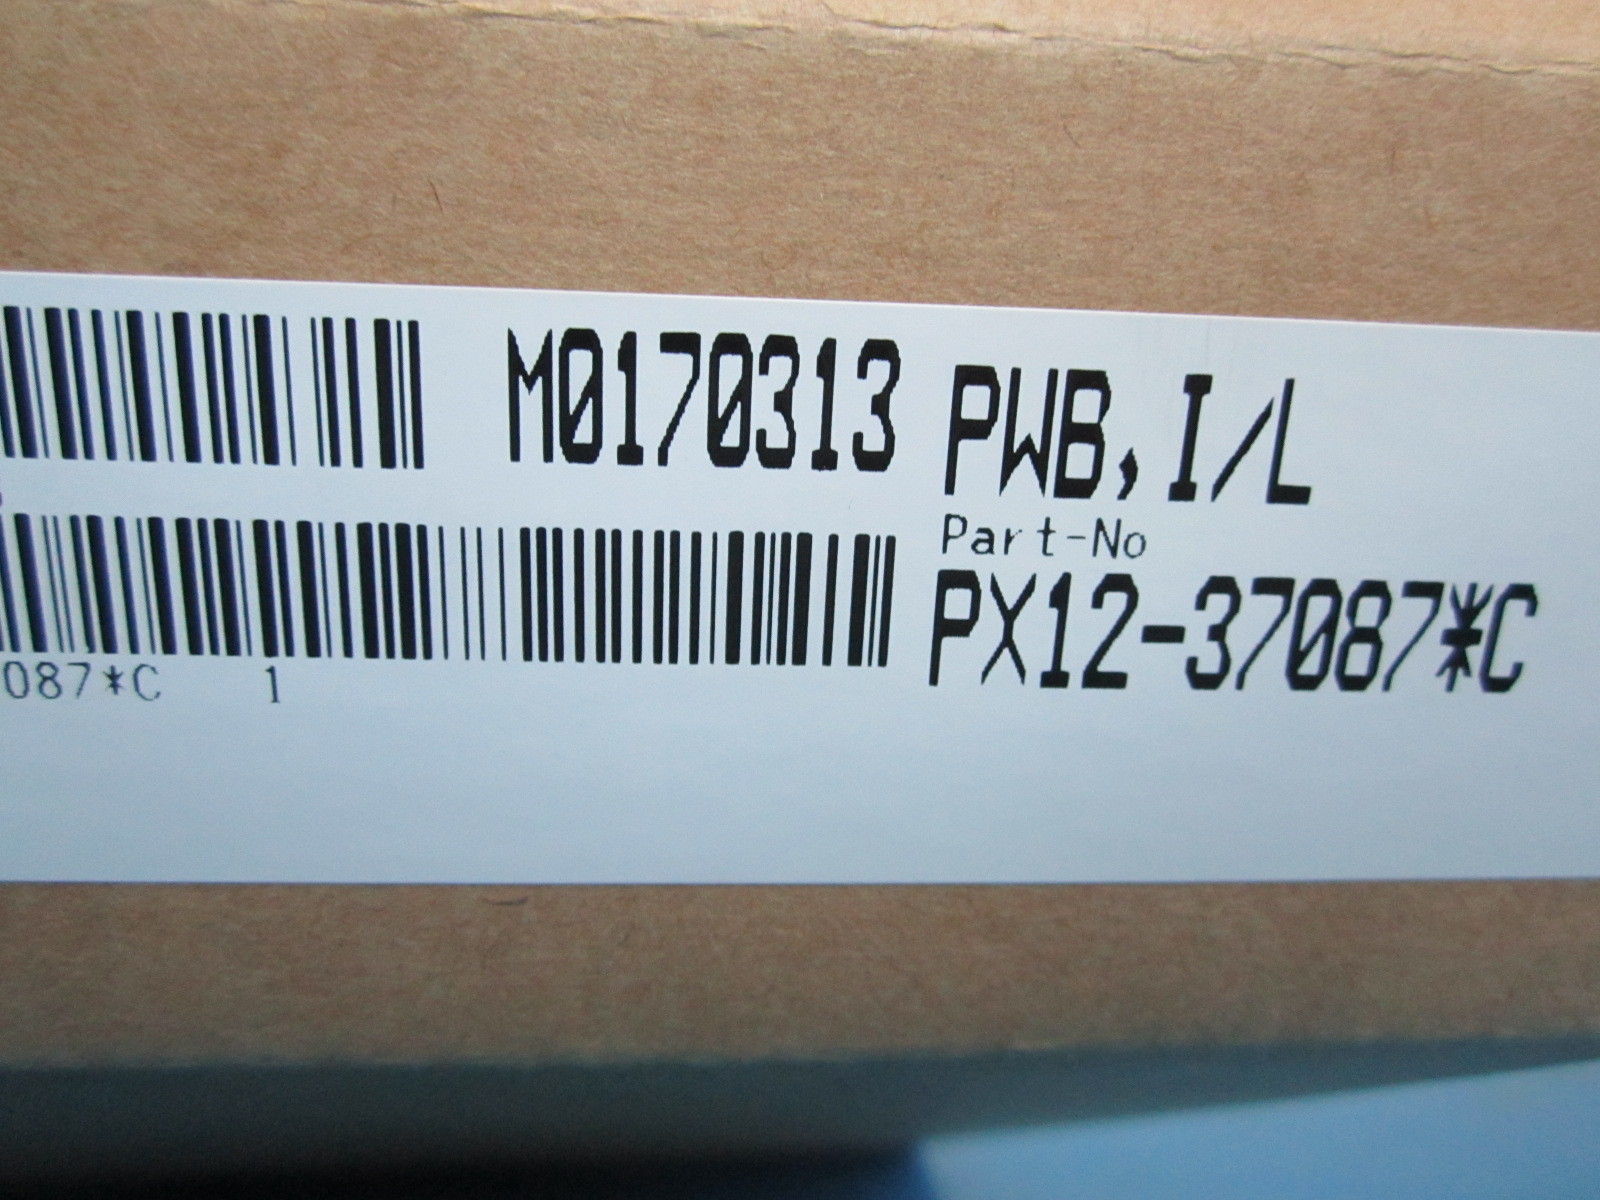 M0170313
PWB,I/L
Part-No
PX12-37087*C
087*C 1